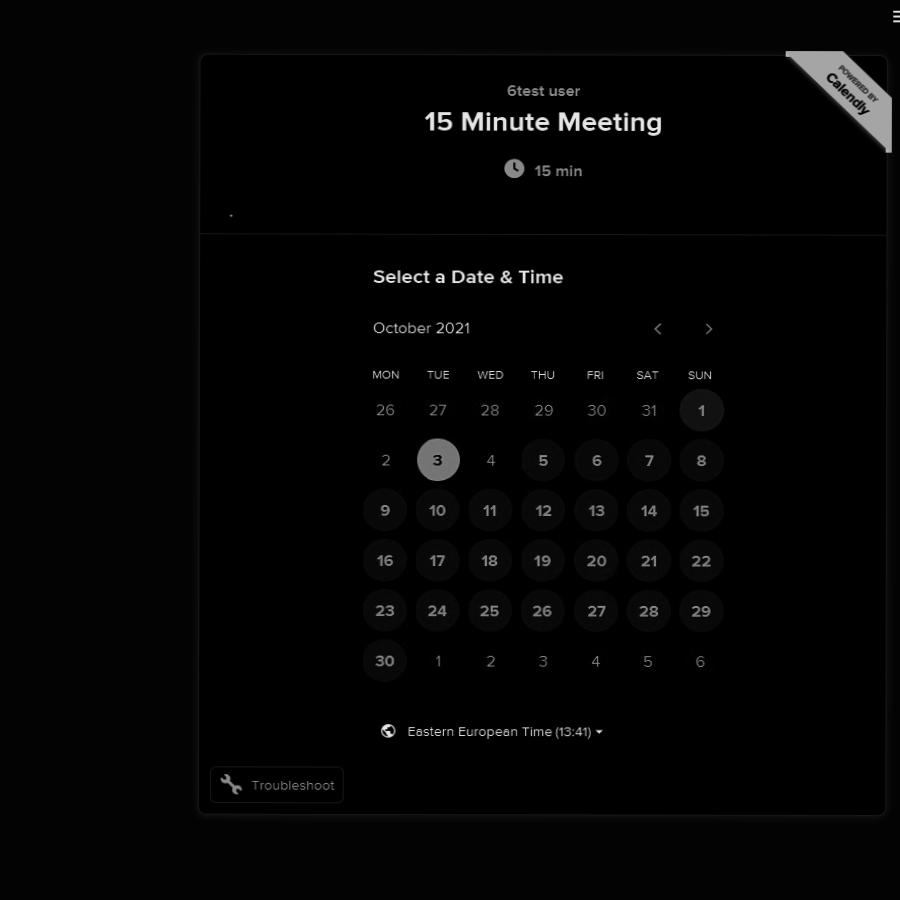 POWERED BY
Calendly
6test user
15 Minute Meeting
15 min
.
Select a Date & Time
October 2021
MON TUE WED THU FRI SAT SUN
26 27 28 29 30 31 1
2 3 4 5 6 7 8
9 10 11 12 13 14 15
16 17 18 19 20 21 22
23 24 25 26 27 28 29
30 1 2 3 4 5 6
Eastern European Time (13:41)
Troubleshoot